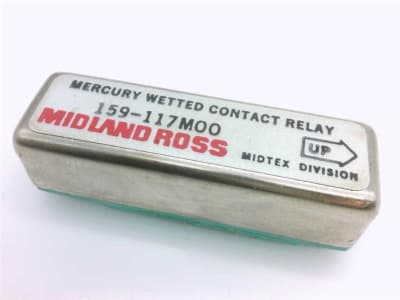 MERCURY WETTED CONTACT RELAY
159-117M00
MIDLAND ROSS
UP
MIDTEX DIVISION